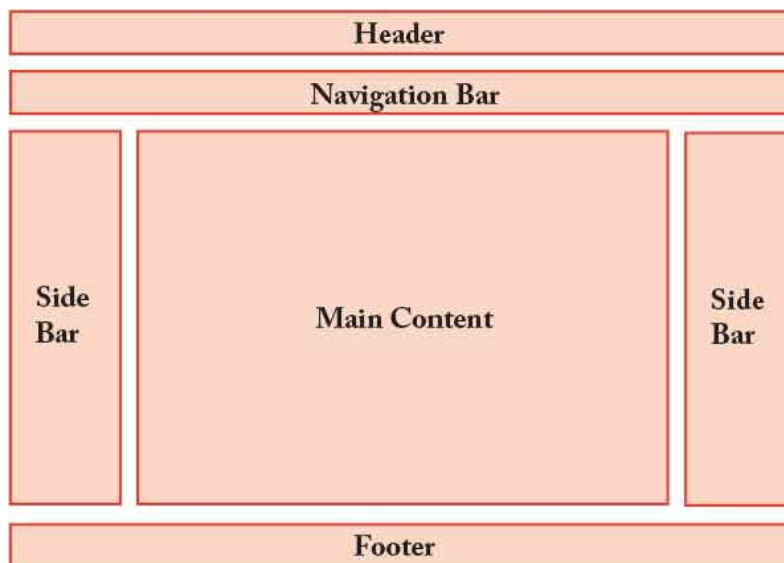 Header
Navigation Bar
Side
Bar
Main Content
Side
Bar
Footer